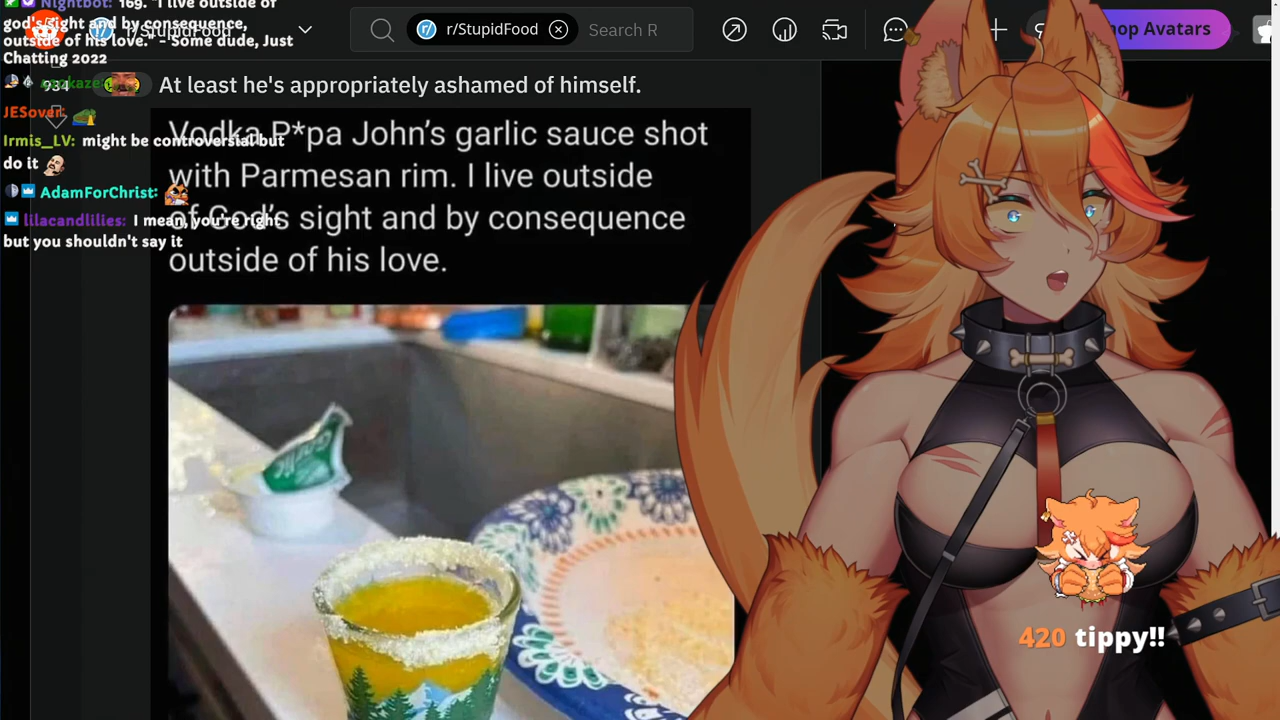 Nightbot: 169. "I live outside of
god's sight and by consequence,
outside of his love." - Some dude, Just
Chatting 2022
r/StupidFood
r/StupidFood
Search R
Shop Avatars
934
At least he's appropriately ashamed of himself.
JESover:
Irmis_LV: might be controversial but
do it
AdamForChrist:
lilacandlilies: I mean, you're right
but you shouldn't say it
Vodka P*pa John's garlic sauce shot
with Parmesan rim. I live outside
of God's sight and by consequence
outside of his love.
420 tippy!!